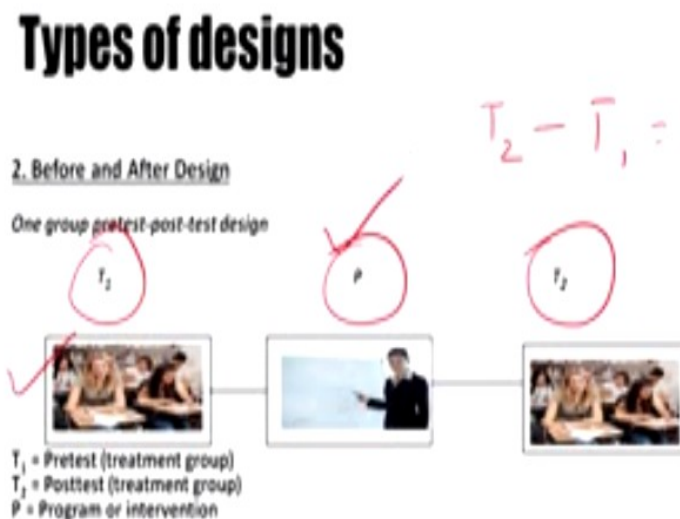 Types of designs
T₂ - T₁ =
2. Before and After Design
One group pretest-post-test design
T₁ P T₂
T₁ = Pretest (treatment group)
T₂ = Posttest (treatment group)
P = Program or intervention